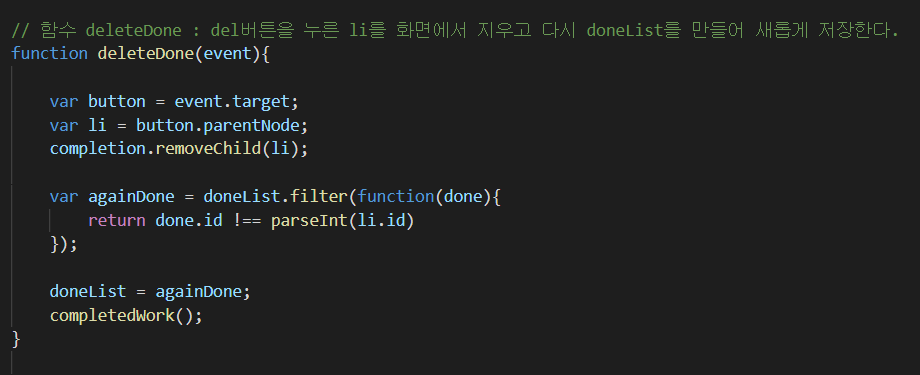 // 함수 deleteDone : del버튼을 누른 li를 화면에서 지우고 다시 doneList를 만들어 새롭게 저장한다.
function deleteDone(event){
var button = event.target;
var li = button.parentNode;
completion.removeChild(li);
var againDone = doneList.filter(function(done){
return done.id !== parseInt(li.id)
});
doneList = againDone;
completedWork();
}